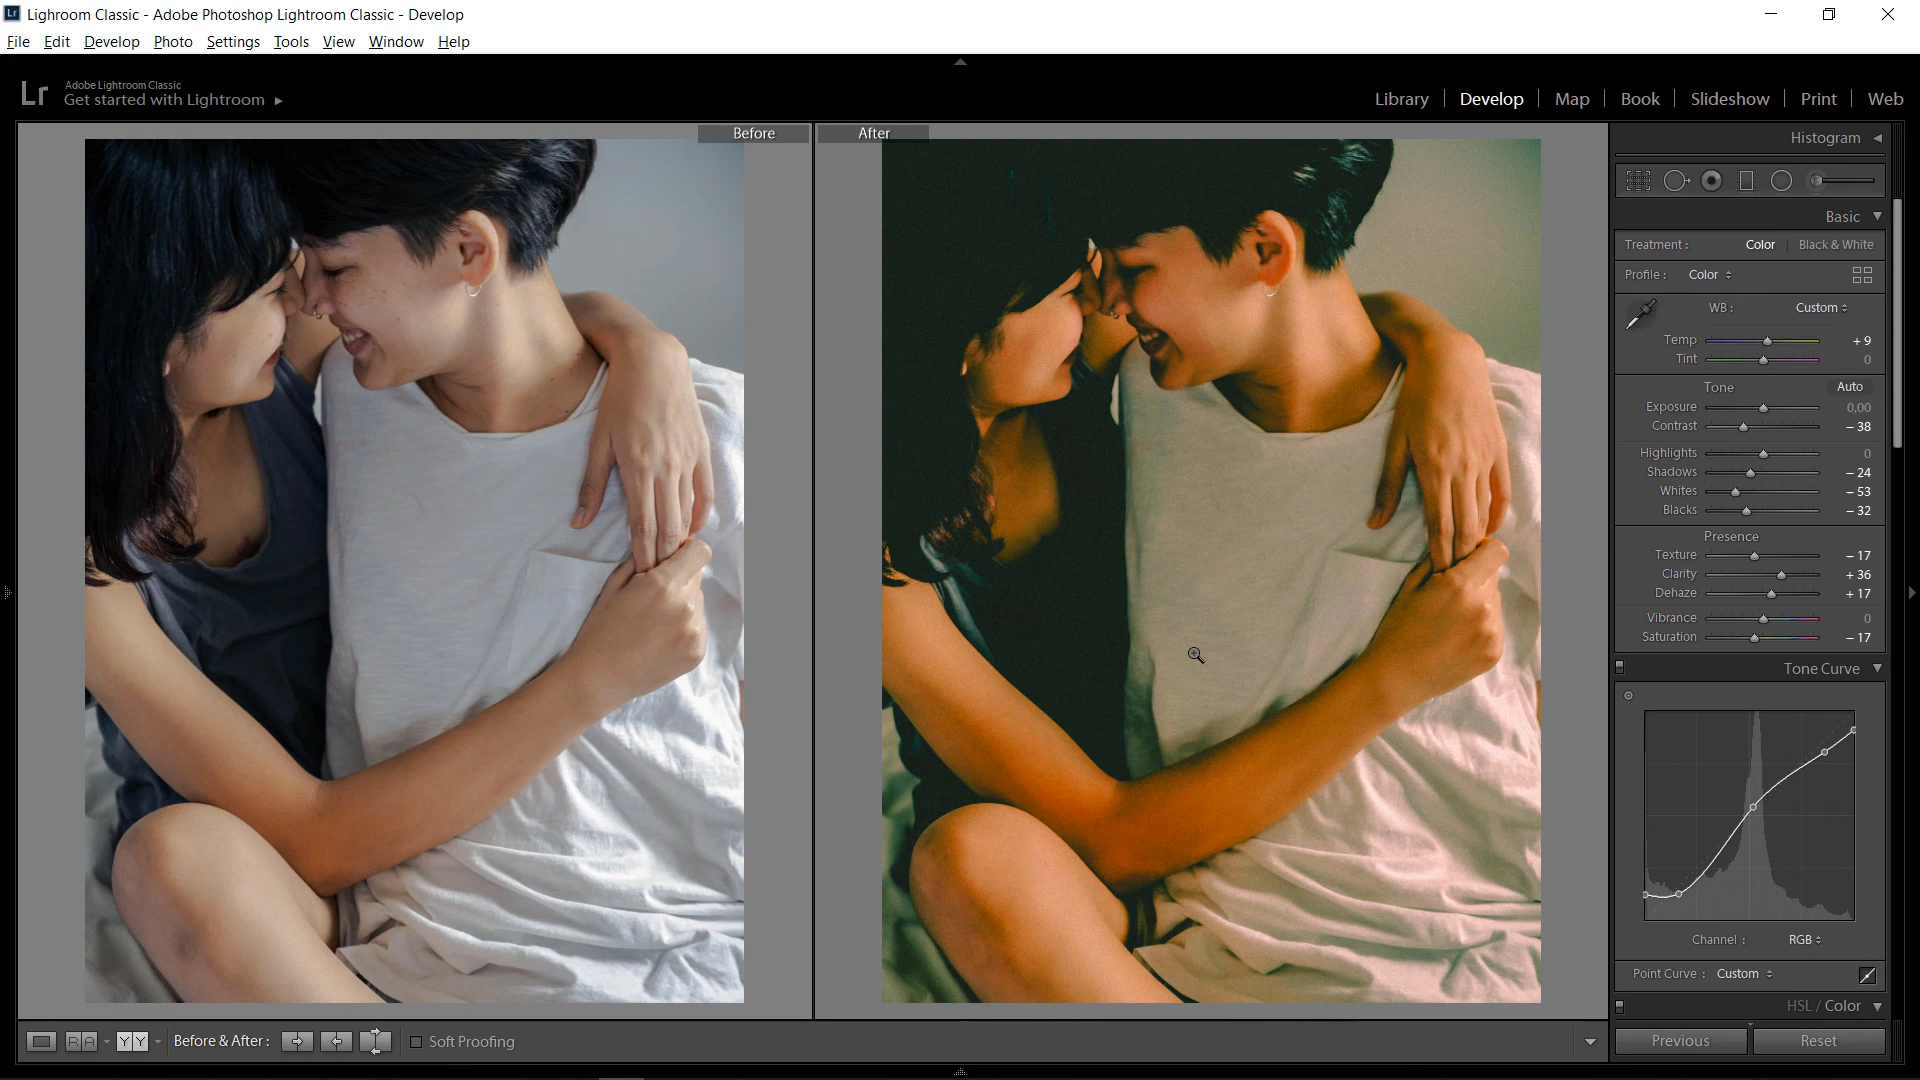 Lr Lighroom Classic - Adobe Photoshop Lightroom Classic - Develop
File Edit Develop Photo Settings Tools View Window Help
Lr Adobe Lightroom Classic
Get started with Lightroom
Library | Develop | Map | Book | Slideshow | Print | Web
Before After
Histogram
Basic
Treatment : Color | Black & White
Profile : Color
WB : Custom
Temp + 9
Tint 0
Tone Auto
Exposure 0,00
Contrast – 38
Highlights 0
Shadows – 24
Whites – 53
Blacks – 32
Presence
Texture – 17
Clarity + 36
Dehaze + 17
Vibrance 0
Saturation – 17
Tone Curve
Channel : RGB
Point Curve : Custom
HSL / Color
R A Y Y Before & After : Soft Proofing
Previous Reset